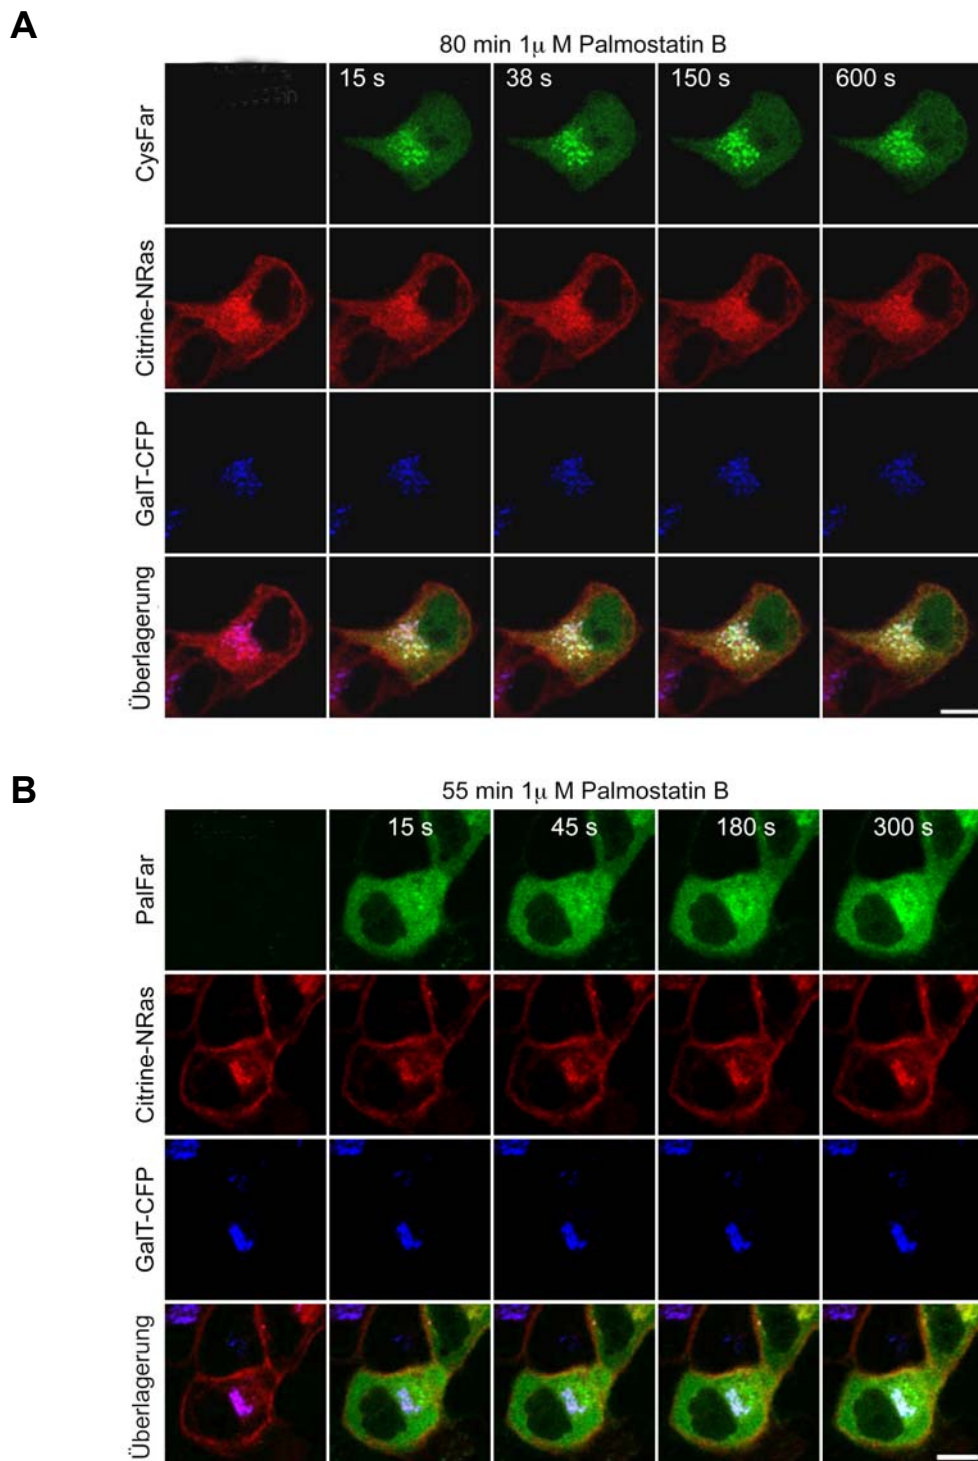 A
80 min 1µ M Palmostatin B
15 s 38 s 150 s 600 s
CysFar
Citrine-NRas
GalT-CFP
Überlagerung
B
55 min 1µ M Palmostatin B
15 s 45 s 180 s 300 s
PalFar
Citrine-NRas
GalT-CFP
Überlagerung